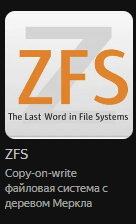 ZFS
The Last Word in File Systems
ZFS
Copy-on-write
файловая система с
деревом Меркла